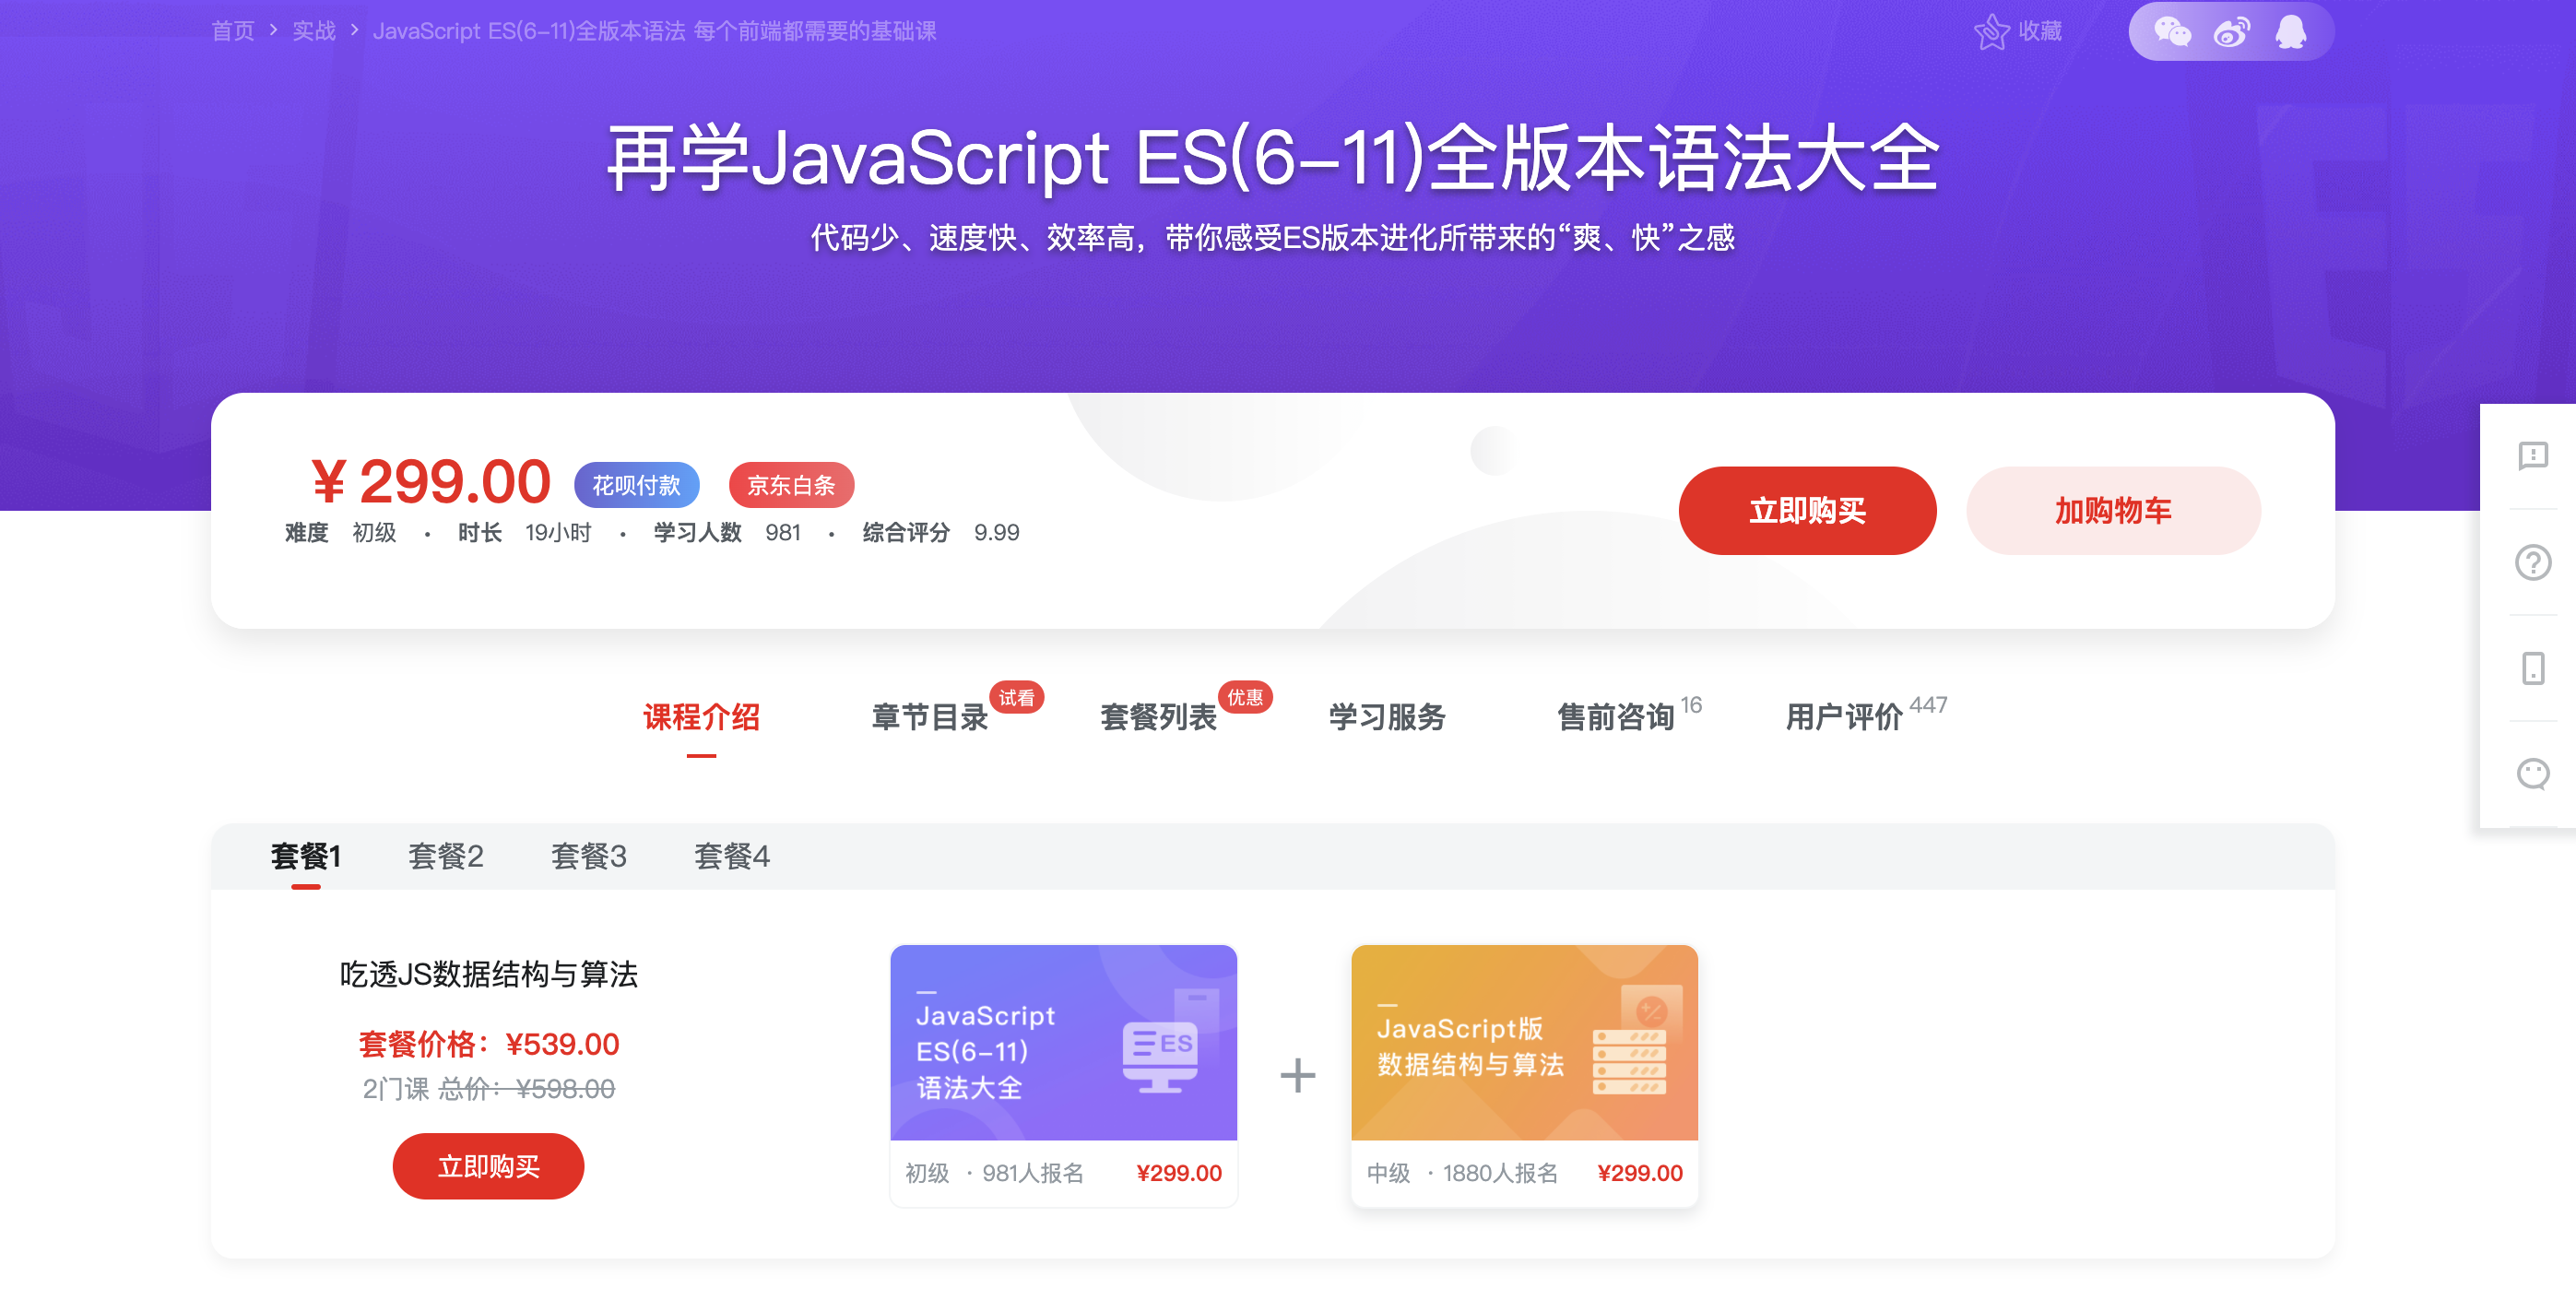 首页 > 实战 > JavaScript ES(6-11)全版本语法 每个前端都需要的基础课
收藏
再学JavaScript ES(6-11)全版本语法大全
代码少、速度快、效率高，带你感受ES版本进化所带来的“爽、快”之感
¥ 299.00 花呗付款 京东白条
难度 初级 · 时长 19小时 · 学习人数 981 · 综合评分 9.99
立即购买 加购物车
课程介绍 章节目录 试看 套餐列表 优惠 学习服务 售前咨询 16 用户评价 447
套餐1 套餐2 套餐3 套餐4
吃透JS数据结构与算法
套餐价格：¥539.00
2门课 总价：¥598.00
立即购买
JavaScript
ES(6-11)
语法大全
ES
初级 · 981人报名 ¥299.00
+
JavaScript版
数据结构与算法
中级 · 1880人报名 ¥299.00